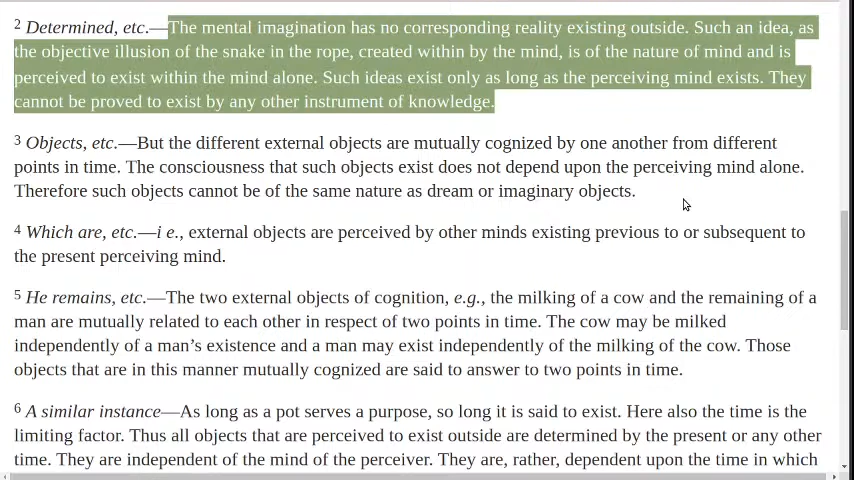 2 Determined, etc.—The mental imagination has no corresponding reality existing outside. Such an idea, as
the objective illusion of the snake in the rope, created within by the mind, is of the nature of mind and is
perceived to exist within the mind alone. Such ideas exist only as long as the perceiving mind exists. They
cannot be proved to exist by any other instrument of knowledge.
3 Objects, etc.—But the different external objects are mutually cognized by one another from different
points in time. The consciousness that such objects exist does not depend upon the perceiving mind alone.
Therefore such objects cannot be of the same nature as dream or imaginary objects.
4 Which are, etc.—i e., external objects are perceived by other minds existing previous to or subsequent to
the present perceiving mind.
5 He remains, etc.—The two external objects of cognition, e.g., the milking of a cow and the remaining of a
man are mutually related to each other in respect of two points in time. The cow may be milked
independently of a man’s existence and a man may exist independently of the milking of the cow. Those
objects that are in this manner mutually cognized are said to answer to two points in time.
6 A similar instance—As long as a pot serves a purpose, so long it is said to exist. Here also the time is the
limiting factor. Thus all objects that are perceived to exist outside are determined by the present or any other
time. They are independent of the mind of the perceiver. They are, rather, dependent upon the time in which